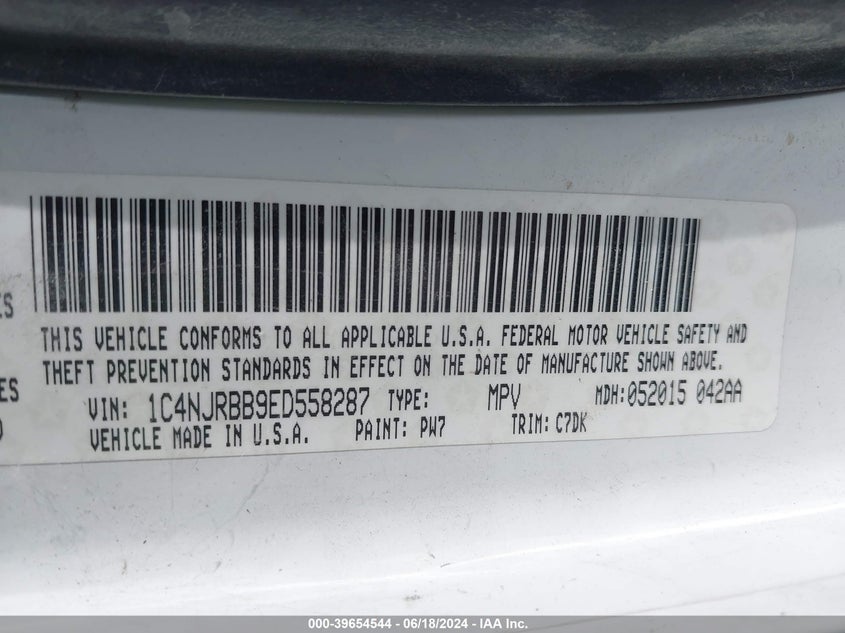 THIS VEHICLE CONFORMS TO ALL APPLICABLE U.S.A. FEDERAL MOTOR VEHICLE SAFETY AND
ES
THEFT PREVENTION STANDARDS IN EFFECT ON THE DATE OF MANUFACTURE SHOWN ABOVE.
ES
VIN: 1C4NJRBB9ED558287 TYPE: MPV MDH: 052015 042AA
)
VEHICLE MADE IN U.S.A. PAINT: PW7 TRIM: C7DK
000-39654544 / 06/18/2024 - IAA Inc.